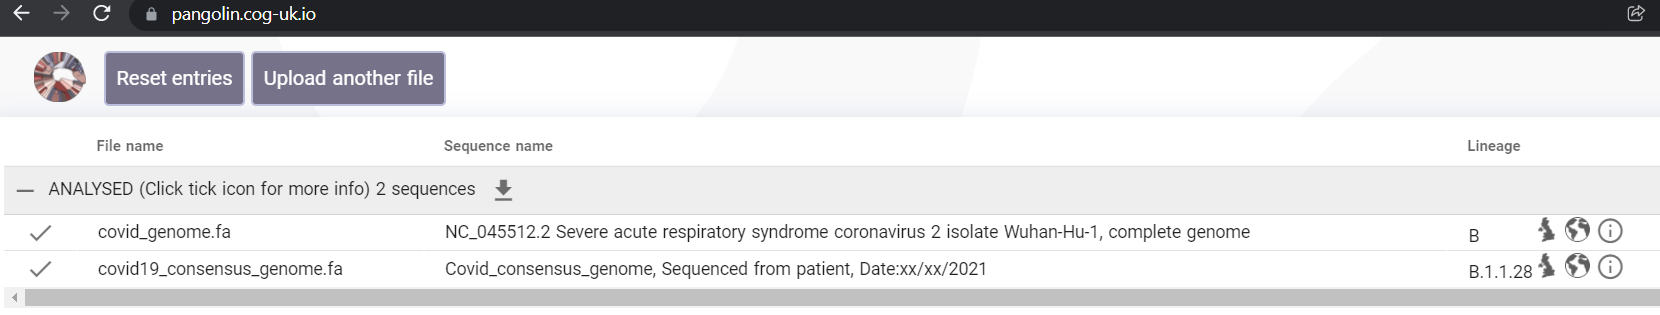 pangolin.cog-uk.io
Reset entries Upload another file
File name Sequence name Lineage
ANALYSED (Click tick icon for more info) 2 sequences
covid_genome.fa NC_045512.2 Severe acute respiratory syndrome coronavirus 2 isolate Wuhan-Hu-1, complete genome B
covid19_consensus_genome.fa Covid_consensus_genome, Sequenced from patient, Date:xx/xx/2021 B.1.1.28